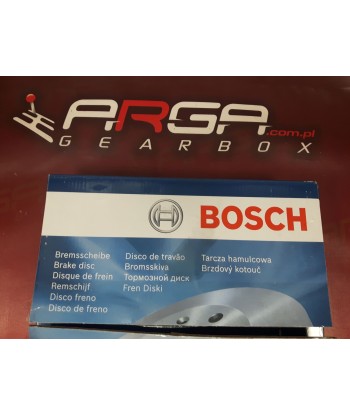 ARGA.com.pl
GEARBOX
BOSCH
Bremsscheibe
Brake disc
Disque de frein
Remschijf
Disco freno
Disco de freno
Disco de travão
Bromsskiva
Тормозной диск
Fren Diski
Tarcza hamulcowa
Brzdový kotouč